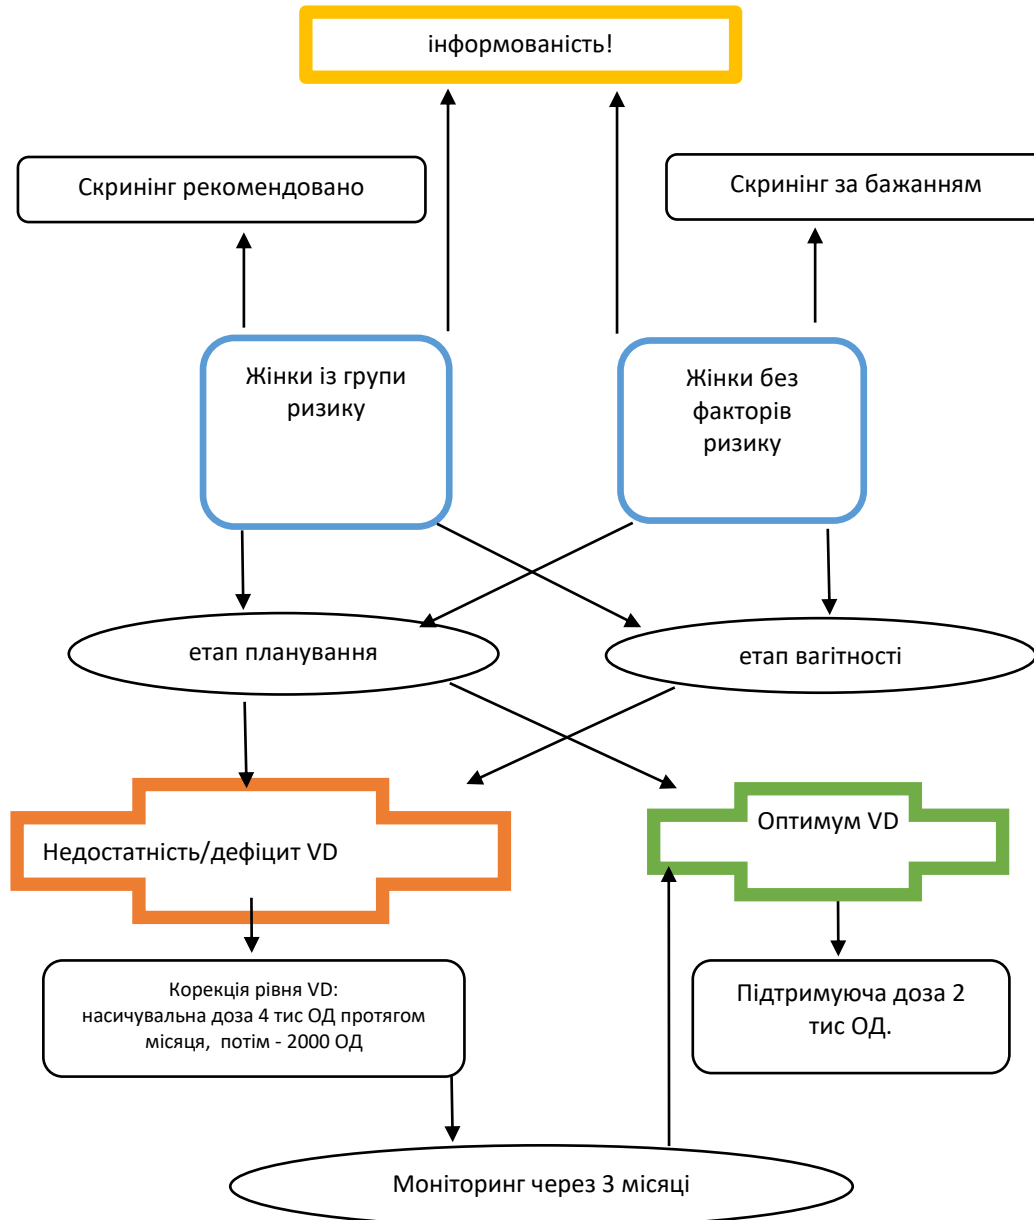 інформованість!
Скринінг рекомендовано
Скринінг за бажанням
Жінки із групи
ризику
Жінки без
факторів
ризику
етап планування
етап вагітності
Недостатність/дефіцит VD
Оптимум VD
Корекція рівня VD:
насичувальна доза 4 тис ОД протягом
місяця, потім - 2000 ОД
Підтримуюча доза 2
тис ОД.
Моніторинг через 3 місяці